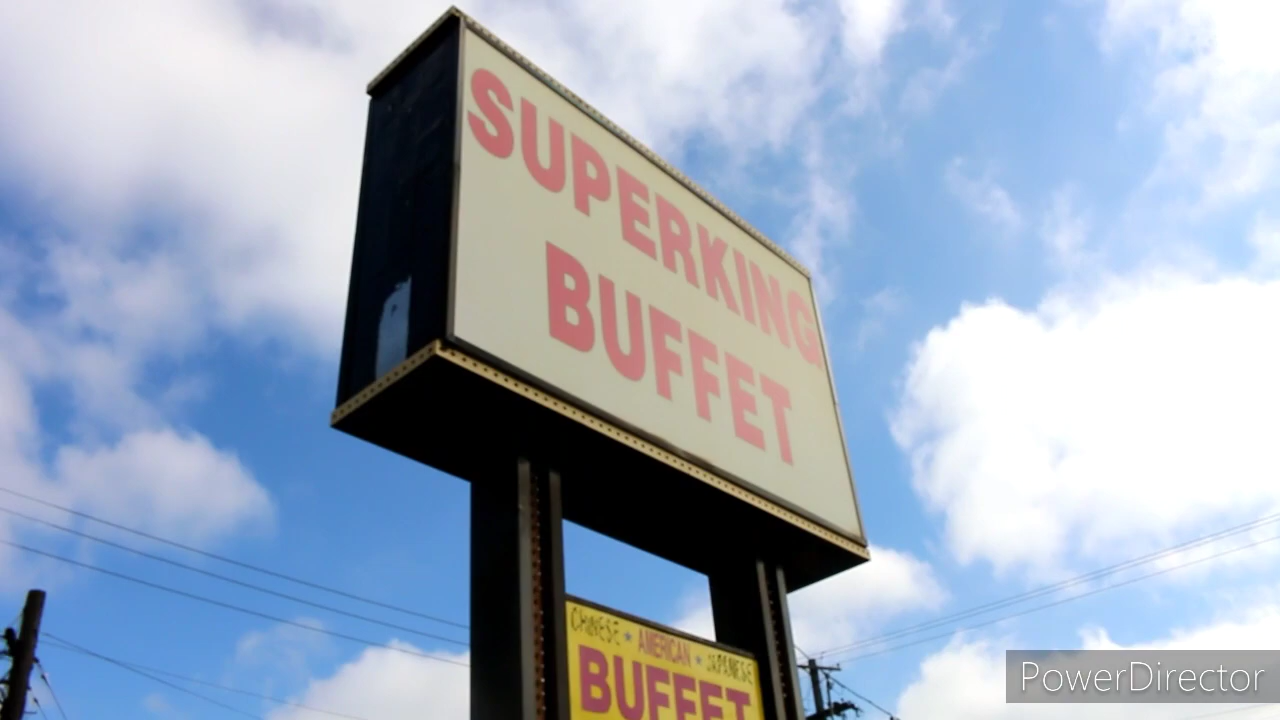 SUPERKING
BUFFET
CHINESE * AMERICAN * JAPANESE
BUFFET
PowerDirector